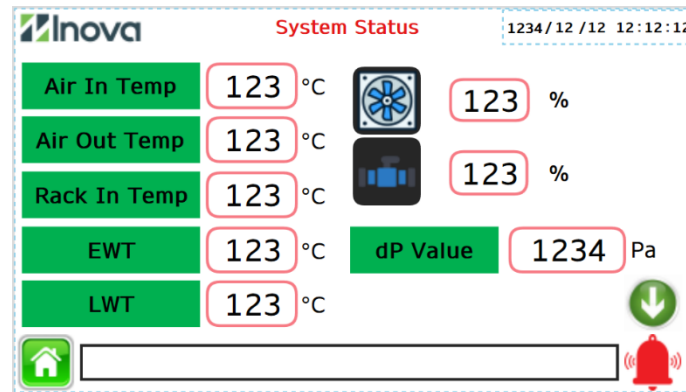 Inova
System Status
1234/12/12 12:12:12
Air In Temp 123 °C
123 %
Air Out Temp 123 °C
Rack In Temp 123 °C
123 %
EWT 123 °C
dP Value 1234 Pa
LWT 123 °C